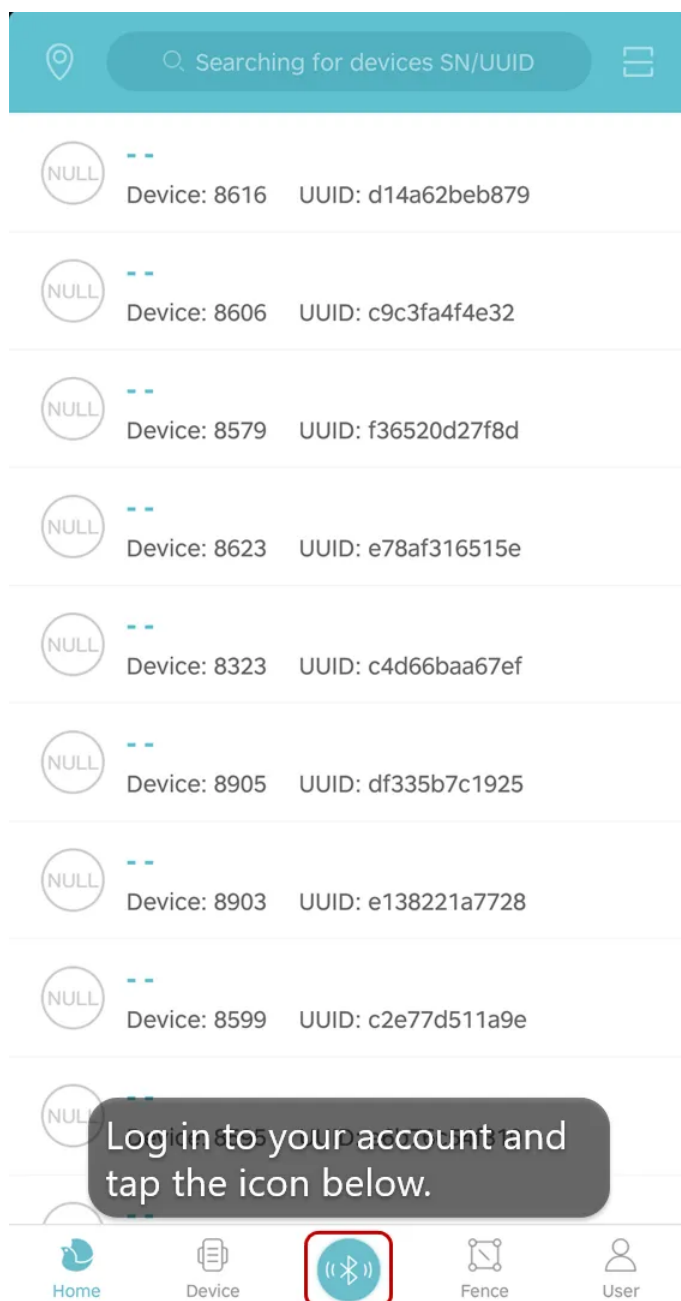 Searching for devices SN/UUID
NULL
- -
Device: 8616 UUID: d14a62beb879
NULL
- -
Device: 8606 UUID: c9c3fa4f4e32
NULL
- -
Device: 8579 UUID: f36520d27f8d
NULL
- -
Device: 8623 UUID: e78af316515e
NULL
- -
Device: 8323 UUID: c4d66baa67ef
NULL
- -
Device: 8905 UUID: df335b7c1925
NULL
- -
Device: 8903 UUID: e138221a7728
NULL
- -
Device: 8599 UUID: c2e77d511a9e
NULL
- -
Log in to your account and
tap the icon below.
- -
Home Device Fence User